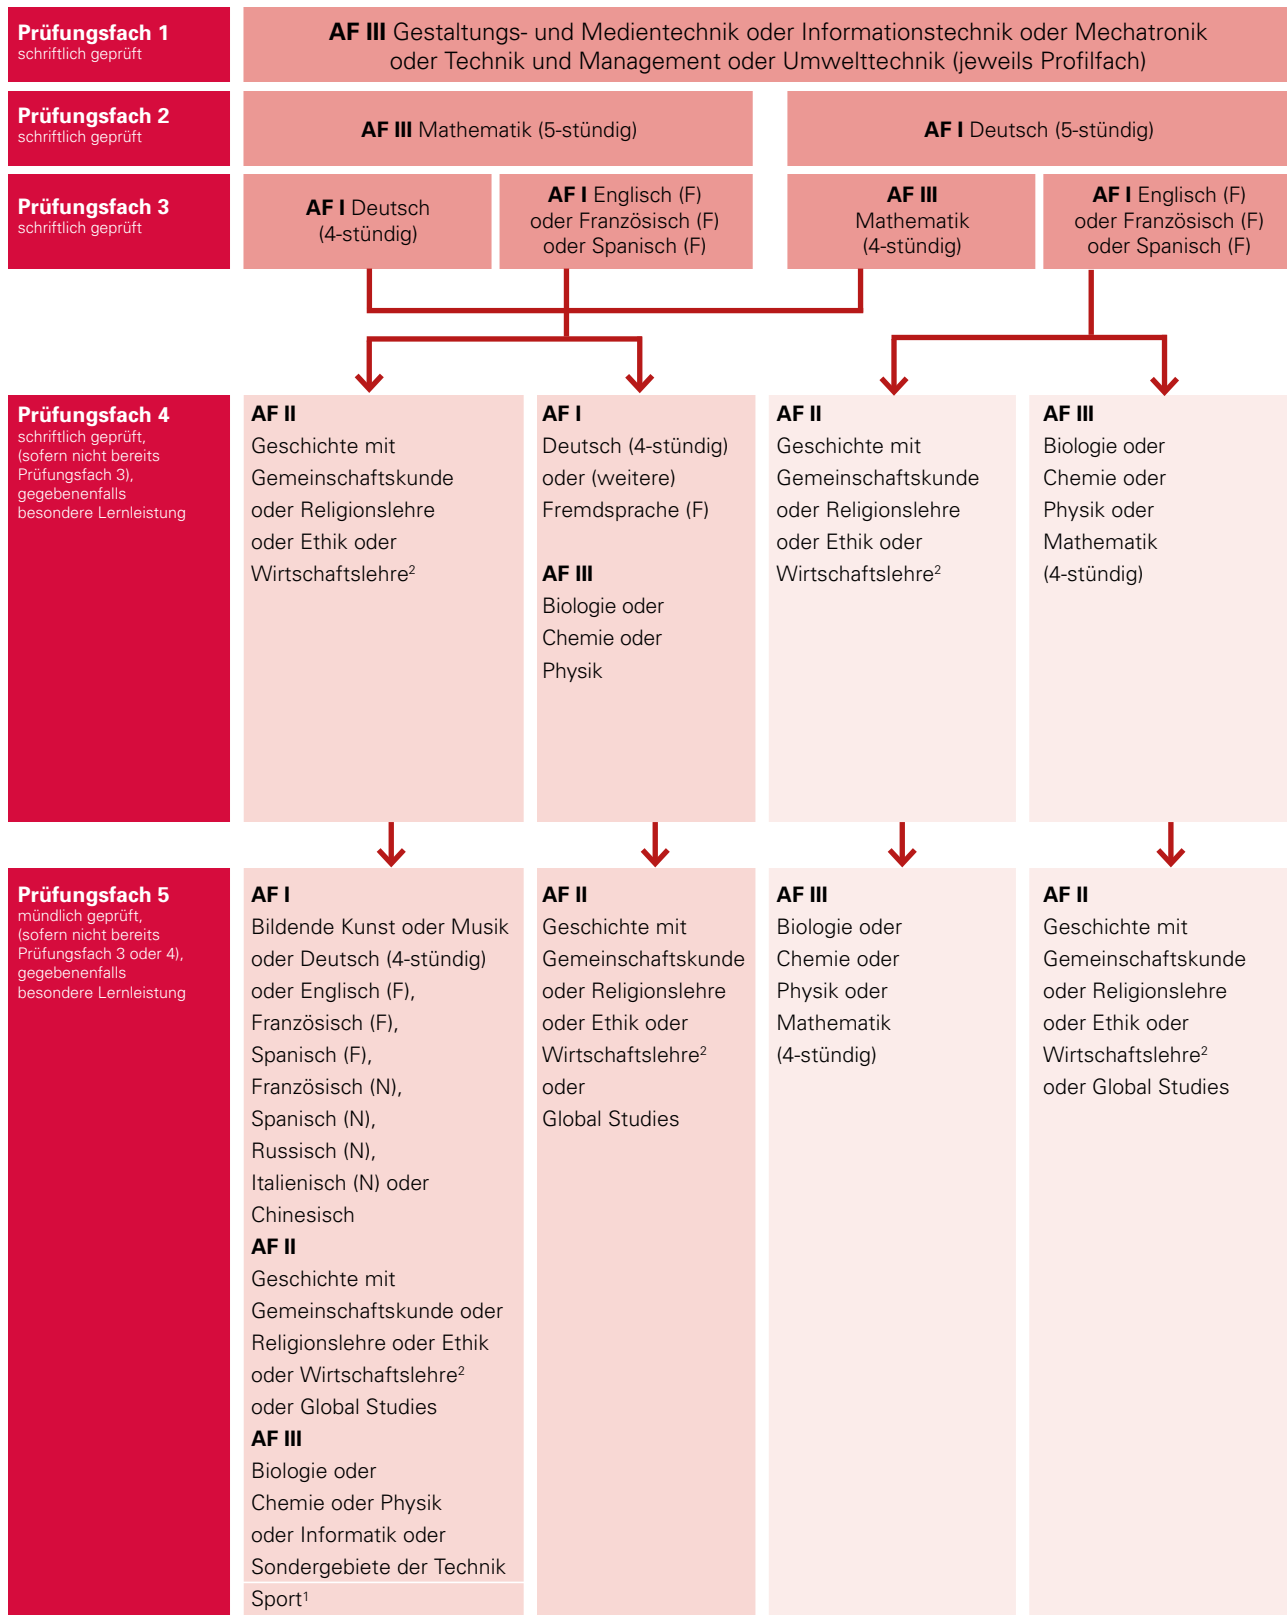 Prüfungsfach 1
schriftlich geprüft
AF III Gestaltungs- und Medientechnik oder Informationstechnik oder Mechatronik
oder Technik und Management oder Umwelttechnik (jeweils Profilfach)
Prüfungsfach 2
schriftlich geprüft
AF III Mathematik (5-stündig)
AF I Deutsch (5-stündig)
Prüfungsfach 3
schriftlich geprüft
AF I Deutsch
(4-stündig)
AF I Englisch (F)
oder Französisch (F)
oder Spanisch (F)
AF III
Mathematik
(4-stündig)
AF I Englisch (F)
oder Französisch (F)
oder Spanisch (F)
Prüfungsfach 4
schriftlich geprüft,
(sofern nicht bereits
Prüfungsfach 3),
gegebenenfalls
besondere Lernleistung
AF II
Geschichte mit
Gemeinschaftskunde
oder Religionslehre
oder Ethik oder
Wirtschaftslehre²
AF I
Deutsch (4-stündig)
oder (weitere)
Fremdsprache (F)
AF III
Biologie oder
Chemie oder
Physik
AF II
Geschichte mit
Gemeinschaftskunde
oder Religionslehre
oder Ethik oder
Wirtschaftslehre²
AF III
Biologie oder
Chemie oder
Physik oder
Mathematik
(4-stündig)
Prüfungsfach 5
mündlich geprüft,
(sofern nicht bereits
Prüfungsfach 3 oder 4),
gegebenenfalls
besondere Lernleistung
AF I
Bildende Kunst oder Musik
oder Deutsch (4-stündig)
oder Englisch (F),
Französisch (F),
Spanisch (F),
Französisch (N),
Spanisch (N),
Russisch (N),
Italienisch (N) oder
Chinesisch
AF II
Geschichte mit
Gemeinschaftskunde oder
Religionslehre oder Ethik
oder Wirtschaftslehre²
oder Global Studies
AF III
Biologie oder
Chemie oder Physik
oder Informatik oder
Sondergebiete der Technik
Sport¹
AF II
Geschichte mit
Gemeinschaftskunde
oder Religionslehre
oder Ethik oder
Wirtschaftslehre²
oder
Global Studies
AF III
Biologie oder
Chemie oder
Physik oder
Mathematik
(4-stündig)
AF II
Geschichte mit
Gemeinschaftskunde
oder Religionslehre
oder Ethik oder
Wirtschaftslehre²
oder Global Studies